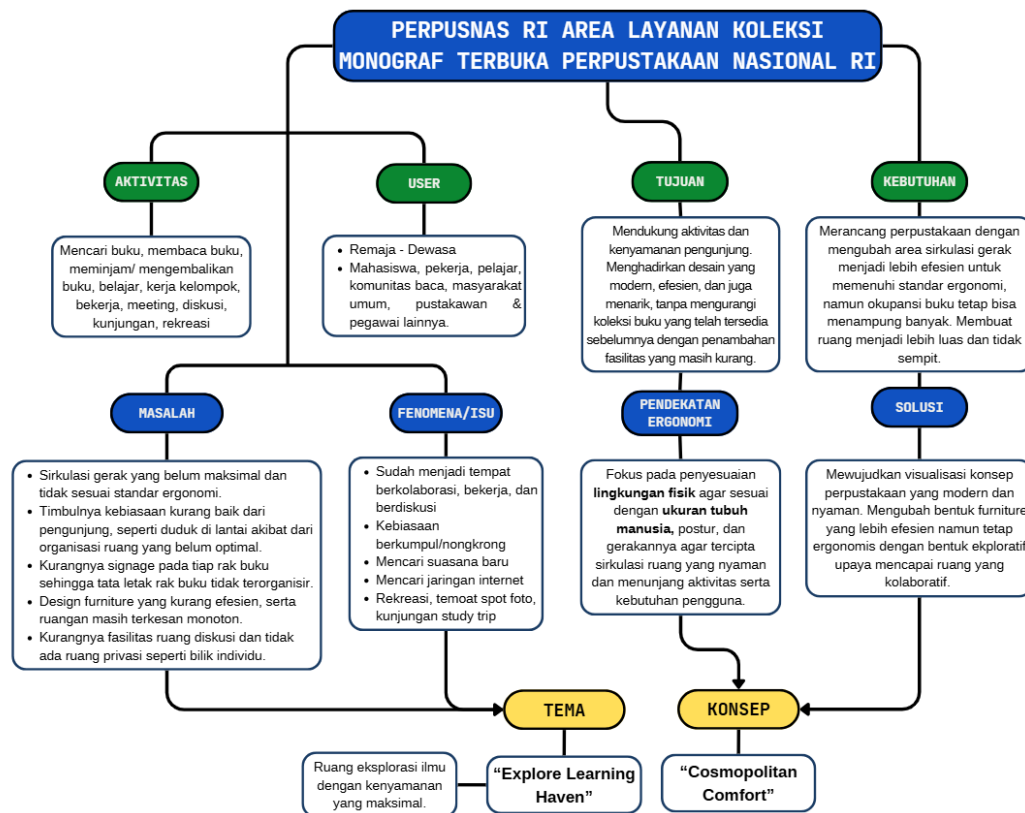 PERPUSNAS RI AREA LAYANAN KOLEKSI
MONOGRAF TERBUKA PERPUSTAKAAN NASIONAL RI
AKTIVITAS
Mencari buku, membaca buku,
meminjam/ mengembalikan
buku, belajar, kerja kelompok,
bekerja, meeting, diskusi,
kunjungan, rekreasi
USER
• Remaja - Dewasa
• Mahasiswa, pekerja, pelajar,
komunitas baca, masyarakat
umum, pustakawan &
pegawai lainnya.
TUJUAN
Mendukung aktivitas dan
kenyamanan pengunjung.
Menghadirkan desain yang
modern, efesien, dan juga
menarik, tanpa mengurangi
koleksi buku yang telah tersedia
sebelumnya dengan penambahan
fasilitas yang masih kurang.
KEBUTUHAN
Merancang perpustakaan dengan
mengubah area sirkulasi gerak
menjadi lebih efesien untuk
memenuhi standar ergonomi,
namun okupansi buku tetap bisa
menampung banyak. Membuat
ruang menjadi lebih luas dan tidak
sempit.
MASALAH
• Sirkulasi gerak yang belum maksimal dan
tidak sesuai standar ergonomi.
• Timbulnya kebiasaan kurang baik dari
pengunjung, seperti duduk di lantai akibat dari
organisasi ruang yang belum optimal.
• Kurangnya signage pada tiap rak buku
sehingga tata letak rak buku tidak terorganisir.
• Design furniture yang kurang efesien, serta
ruangan masih terkesan monoton.
• Kurangnya fasilitas ruang diskusi dan tidak
ada ruang privasi seperti bilik individu.
FENOMENA/ISU
• Sudah menjadi tempat
berkolaborasi, bekerja, dan
berdiskusi
• Kebiasaan
berkumpul/nongkrong
• Mencari suasana baru
• Mencari jaringan internet
• Rekreasi, temoat spot foto,
kunjungan study trip
PENDEKATAN
ERGONOMI
Fokus pada penyesuaian
lingkungan fisik agar sesuai
dengan ukuran tubuh
manusia, postur, dan
gerakannya agar tercipta
sirkulasi ruang yang nyaman
dan menunjang aktivitas serta
kebutuhan pengguna.
SOLUSI
Mewujudkan visualisasi konsep
perpustakaan yang modern dan
nyaman. Mengubah bentuk furniture
yang lebih efesien namun tetap
ergonomis dengan bentuk ekploratif
upaya mencapai ruang yang
kolaboratif.
TEMA
Ruang eksplorasi ilmu
dengan kenyamanan
yang maksimal.
“Explore Learning
Haven”
KONSEP
“Cosmopolitan
Comfort”